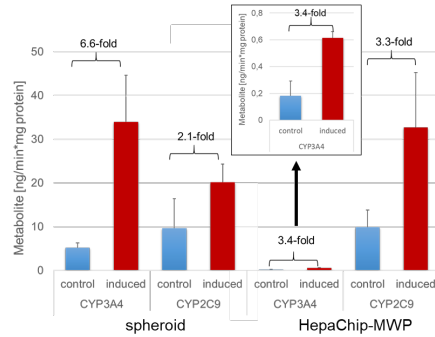 Metabolite [ng/min*mg protein]
50
40
30
20
10
0
6.6-fold
2.1-fold
3.4-fold
3.3-fold
control induced control induced control induced control induced
CYP3A4 CYP2C9 CYP3A4 CYP2C9
spheroid HepaChip-MWP
Metabolite [ng/min*mg protein]
0,8
0,6
0,4
0,2
0
3.4-fold
control induced
CYP3A4